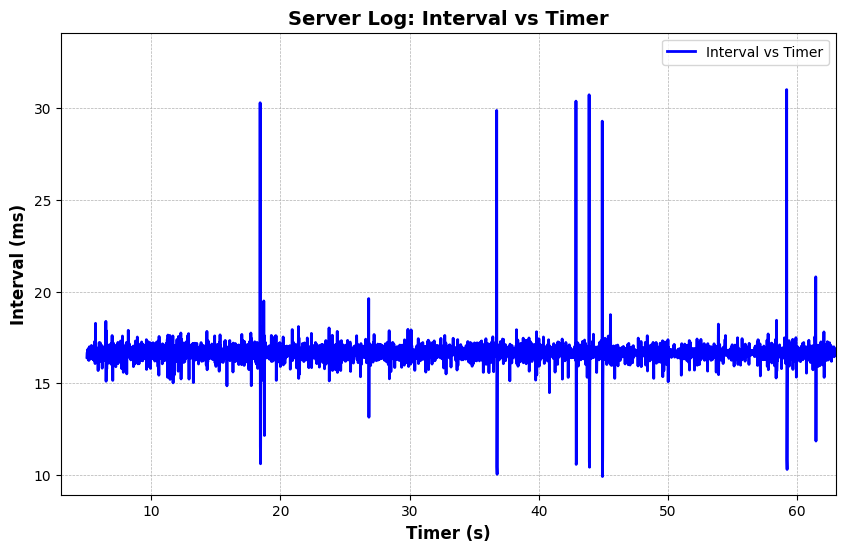 Server Log: Interval vs Timer
Interval vs Timer
30
25
20
15
10
Interval (ms)
10 20 30 40 50 60
Timer (s)